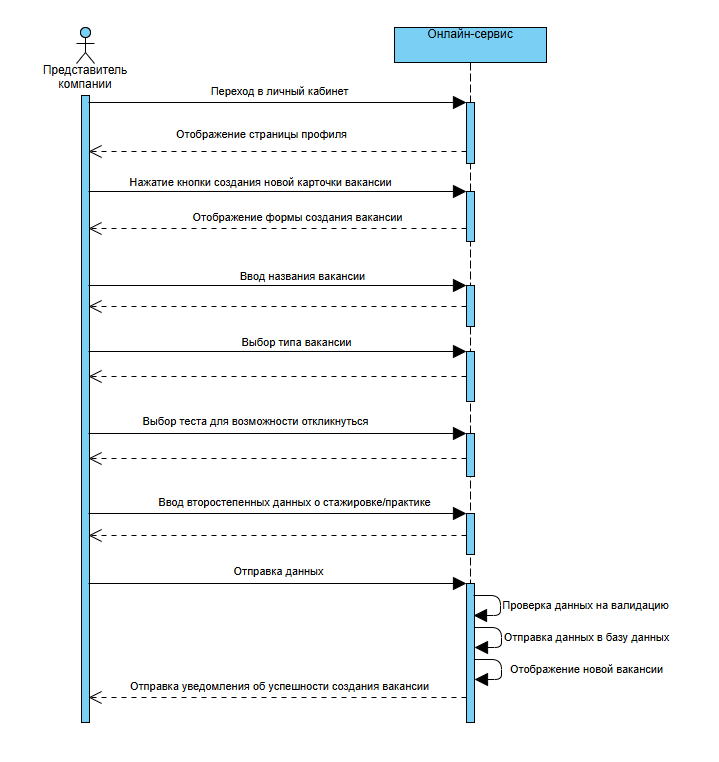 Онлайн-сервис
Представитель
компании
Переход в личный кабинет
Отображение страницы профиля
Нажатие кнопки создания новой карточки вакансии
Отображение формы создания вакансии
Ввод названия вакансии
Выбор типа вакансии
Выбор теста для возможности откликнуться
Ввод второстепенных данных о стажировке/практике
Отправка данных
Проверка данных на валидацию
Отправка данных в базу данных
Отображение новой вакансии
Отправка уведомления об успешности создания вакансии